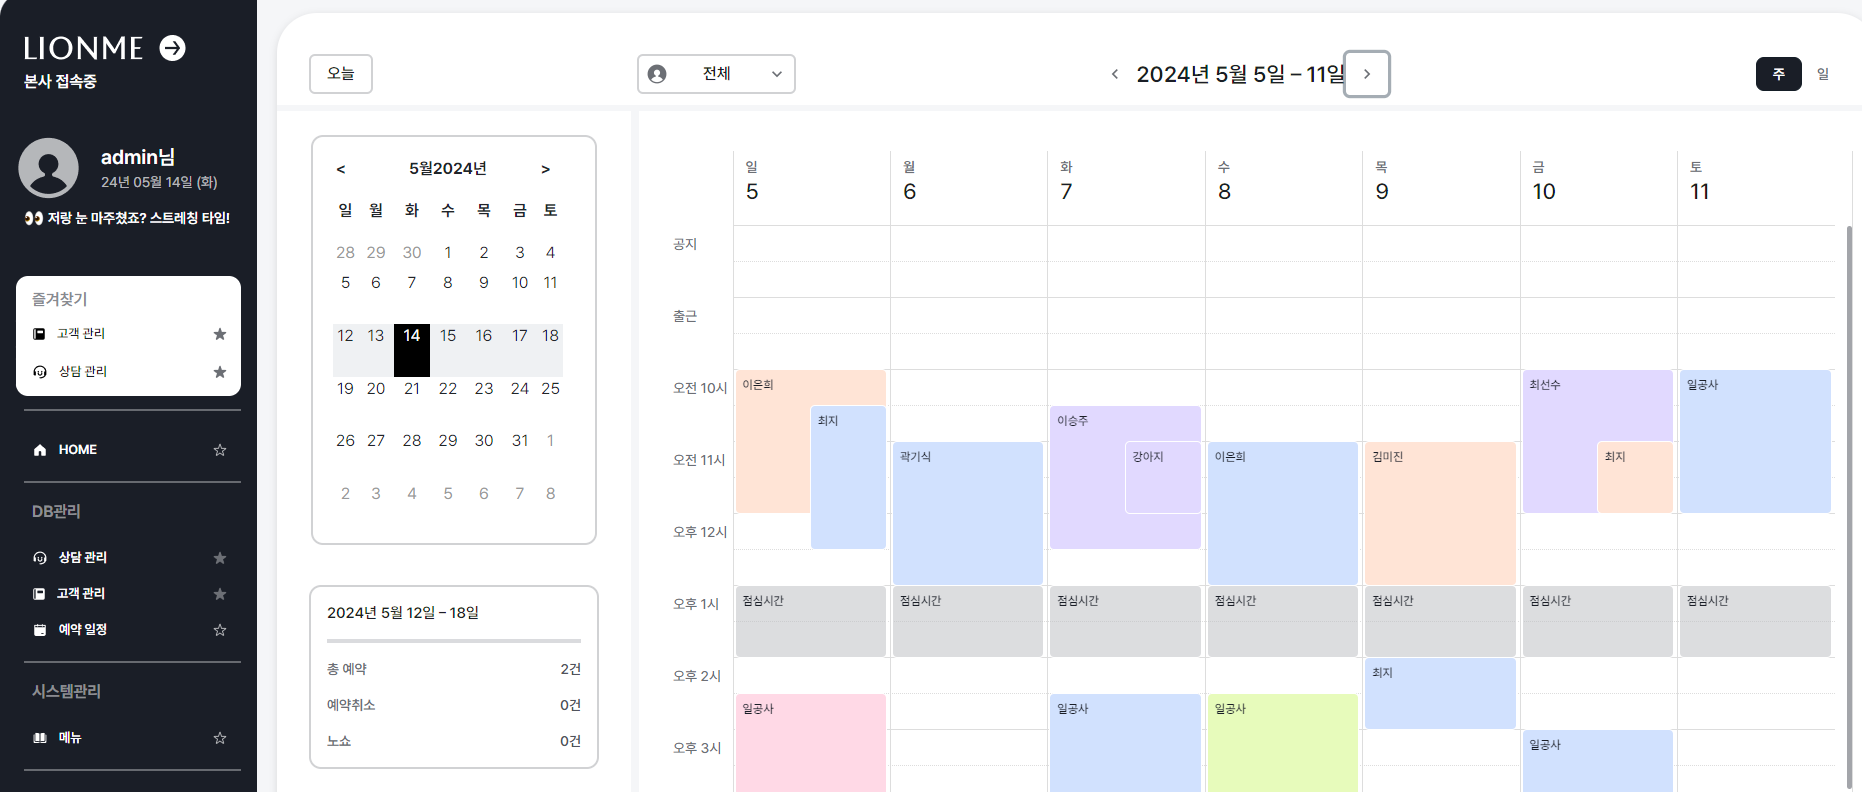 LIONME
본사 접속중
admin님
24년 05월 14일 (화)
👀 저랑 눈 마주쳤죠? 스트레칭 타임!
즐겨찾기
고객 관리
상담 관리
HOME
DB관리
상담 관리
고객 관리
예약 일정
시스템관리
메뉴
오늘
전체
2024년 5월 5일 – 11일
주
일
< 5월2024년 >
일 월 화 수 목 금 토
28 29 30 1 2 3 4
5 6 7 8 9 10 11
12 13 14 15 16 17 18
19 20 21 22 23 24 25
26 27 28 29 30 31 1
2 3 4 5 6 7 8
2024년 5월 12일 – 18일
총 예약 2건
예약취소 0건
노쇼 0건
일 월 화 수 목 금 토
5 6 7 8 9 10 11
공지
출근
오전 10시 이은희 최선수 일공사
최지 이승주
오전 11시 곽기식 강아지 이은희 김미진 최지
오후 12시
오후 1시 점심시간 점심시간 점심시간 점심시간 점심시간 점심시간 점심시간
오후 2시 최지
일공사 일공사 일공사
오후 3시 일공사